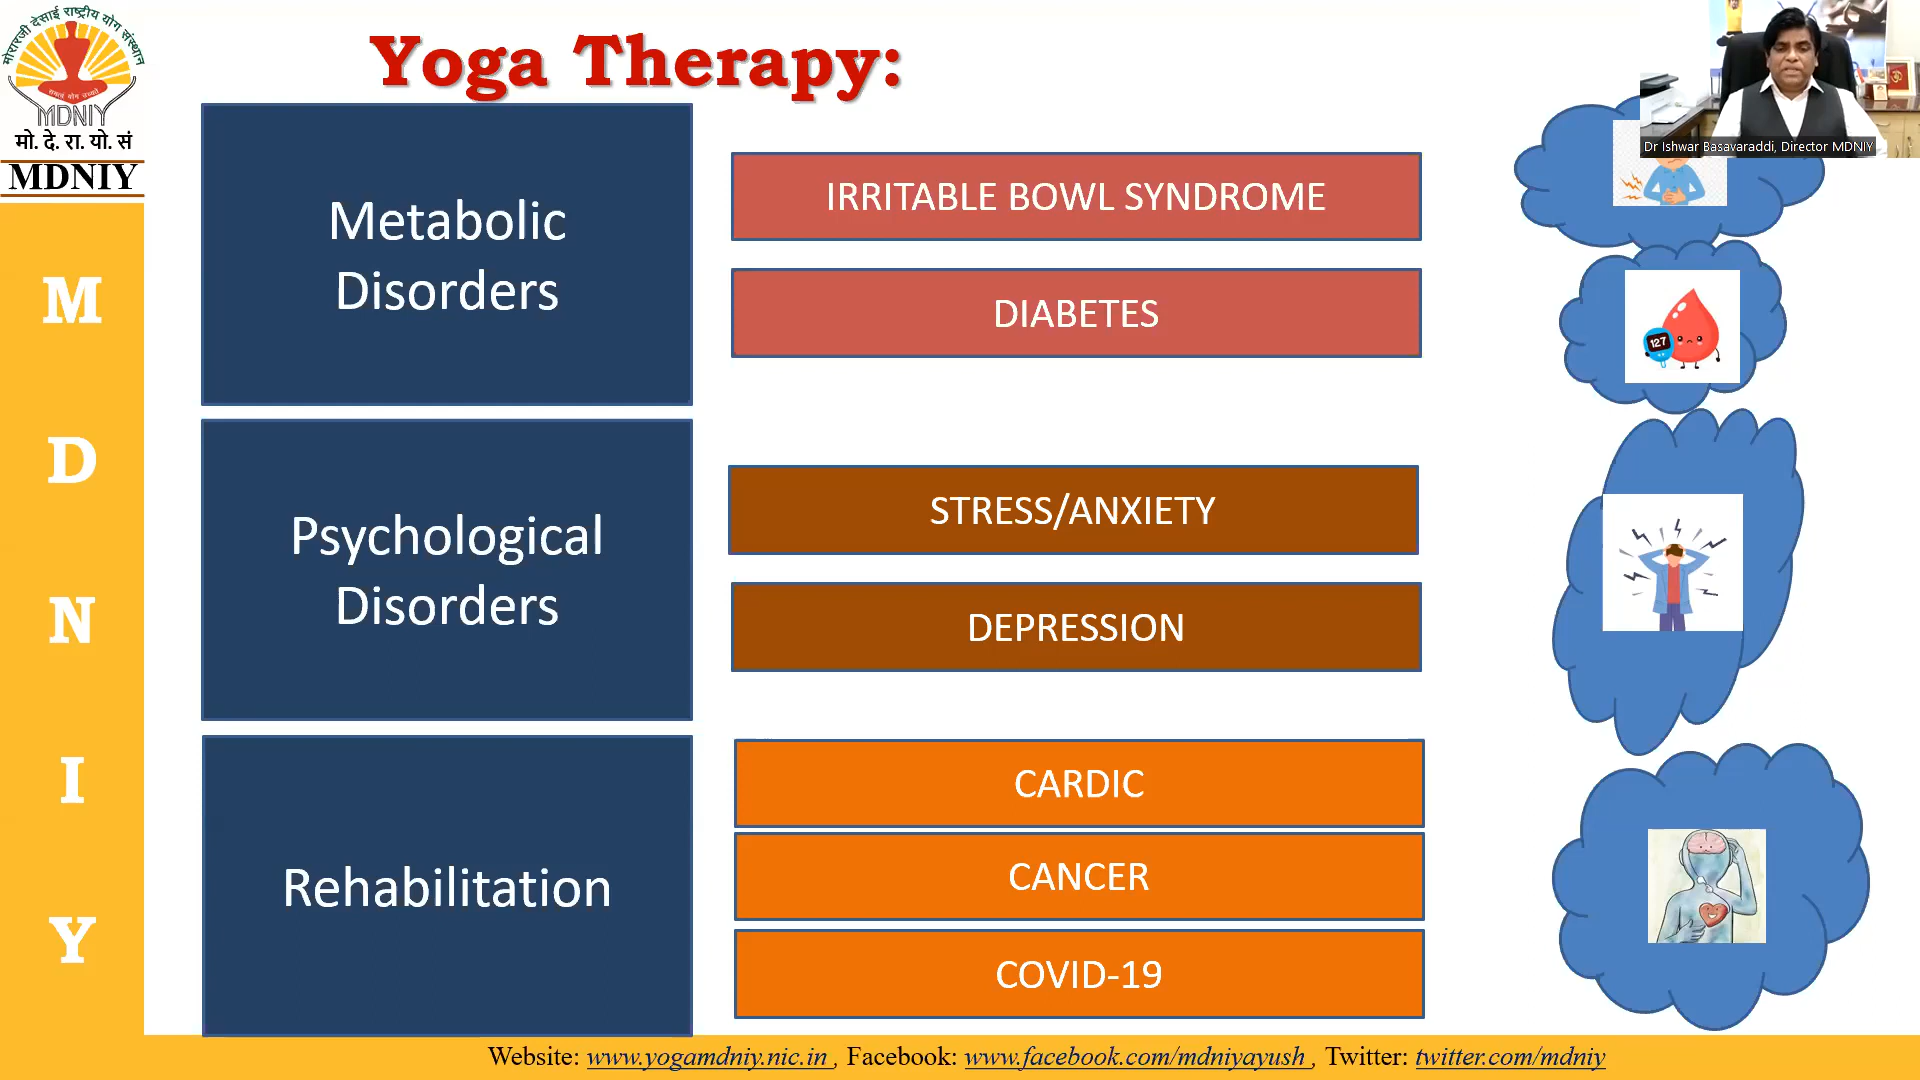 मोरारजी देसाई राष्ट्रीय योग संस्थान
MDNIY
मो. दे. रा. यो. सं
MDNIY
M
D
N
I
Y
Yoga Therapy:
Metabolic
Disorders
IRRITABLE BOWL SYNDROME
DIABETES
127
Psychological
Disorders
STRESS/ANXIETY
DEPRESSION
Rehabilitation
CARDIC
CANCER
COVID-19
Dr Ishwar Basavaraddi, Director MDNIY
Website: www.yogamdniy.nic.in , Facebook: www.facebook.com/mdniyayush , Twitter: twitter.com/mdniy